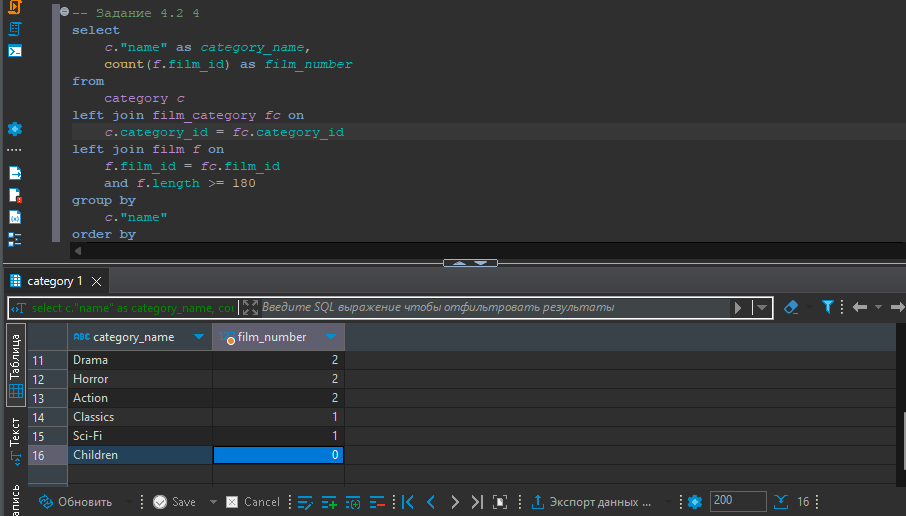 -- Задание 4.2 4
select
c."name" as category_name,
count(f.film_id) as film_number
from
category c
left join film_category fc on
c.category_id = fc.category_id
left join film f on
f.film_id = fc.film_id
and f.length >= 180
group by
c."name"
order by
category 1
select c."name" as category_name, cou
Введите SQL выражение чтобы отфильтровать результаты
Таблица
Текст
запись
ABC category_name
film_number
11 Drama 2
12 Horror 2
13 Action 2
14 Classics 1
15 Sci-Fi 1
16 Children 0
Обновить Save Cancel Экспорт данных ... 200 16